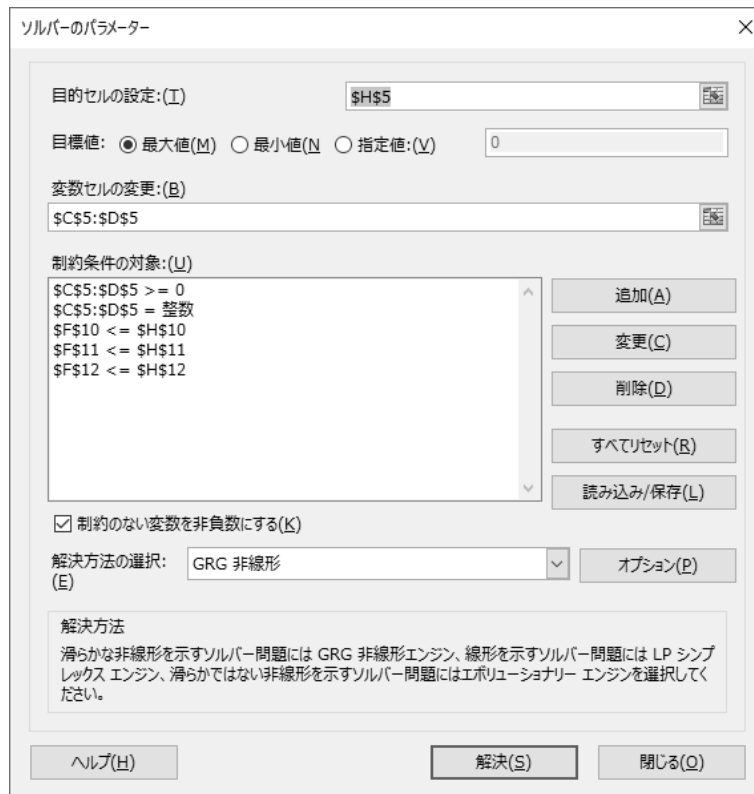 ソルバーのパラメーター
目的セルの設定:(T) $H$5
目標値: 最大値(M) 最小値(N 指定値:(V) 0
変数セルの変更:(B)
$C$5:$D$5
制約条件の対象:(U)
$C$5:$D$5 >= 0
$C$5:$D$5 = 整数
$F$10 <= $H$10
$F$11 <= $H$11
$F$12 <= $H$12
追加(A)
変更(C)
削除(D)
すべてリセット(R)
読み込み/保存(L)
制約のない変数を非負数にする(K)
解決方法の選択: GRG 非線形 オプション(P)
(E)
解決方法
滑らかな非線形を示すソルバー問題には GRG 非線形エンジン、線形を示すソルバー問題には LP シンプ
レックス エンジン、滑らかではない非線形を示すソルバー問題にはエボリューショナリー エンジンを選択してく
ださい。
ヘルプ(H) 解決(S) 閉じる(O)